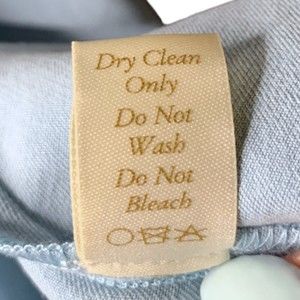 Dry Clean
Only
Do Not
Wash
Do Not
Bleach